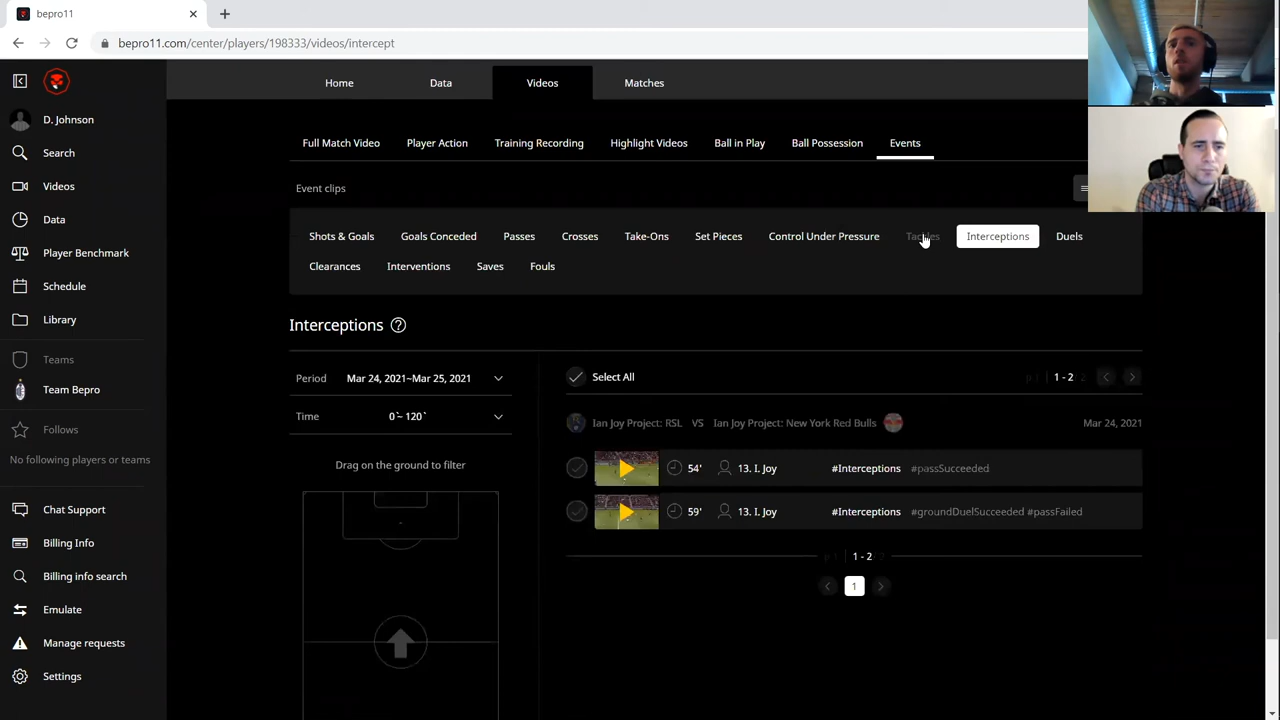 bepro11
bepro11.com/center/players/198333/videos/intercept
Home Data Videos Matches
D. Johnson
Search
Videos
Data
Player Benchmark
Schedule
Library
Teams
Team Bepro
Follows
No following players or teams
Chat Support
Billing Info
Billing info search
Emulate
Manage requests
Settings
Full Match Video Player Action Training Recording Highlight Videos Ball in Play Ball Possession Events
Event clips
Shots & Goals Goals Conceded Passes Crosses Take-Ons Set Pieces Control Under Pressure Tackles Interceptions Duels
Clearances Interventions Saves Fouls
Interceptions ?
Period Mar 24, 2021~Mar 25, 2021
Time 0`~ 120`
Drag on the ground to filter
Select All 1 - 2
Ian Joy Project: RSL VS Ian Joy Project: New York Red Bulls Mar 24, 2021
54' 13. I. Joy #Interceptions #passSucceeded
59' 13. I. Joy #Interceptions #groundDuelSucceeded #passFailed
1 - 2
1